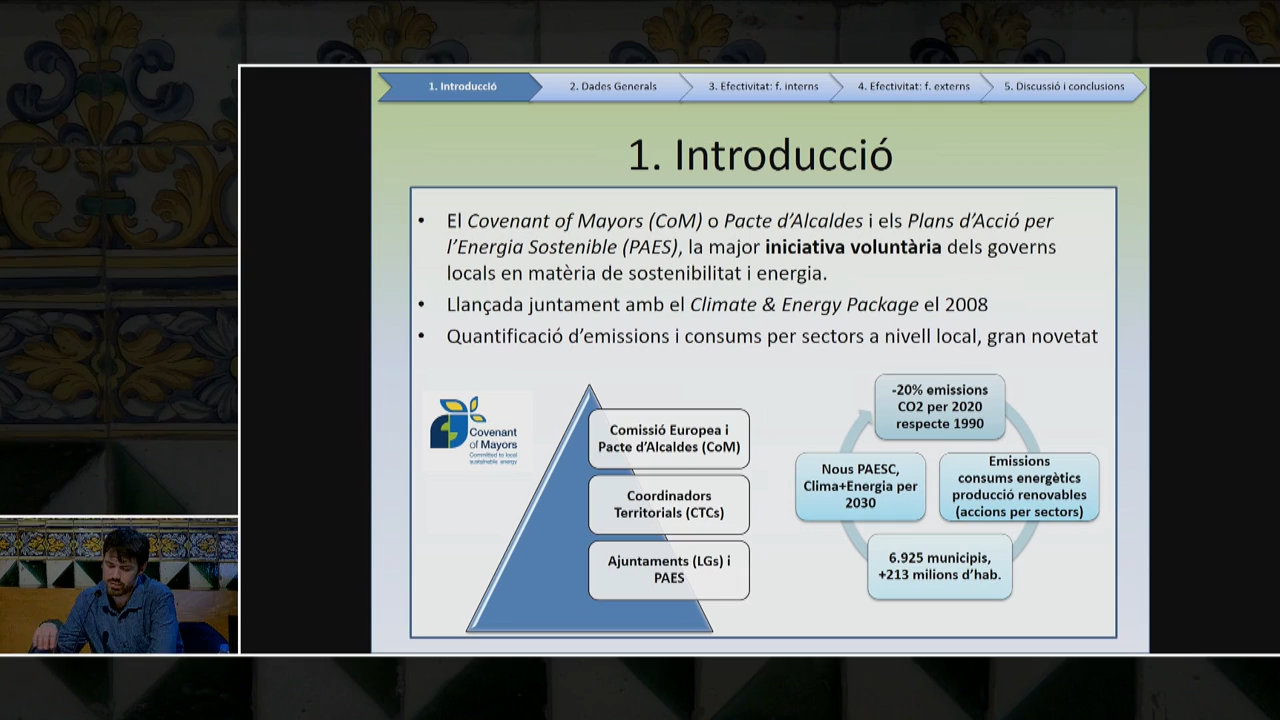 1. Introducció
2. Dades Generals
3. Efectivitat: f. interns
4. Efectivitat: f. externs
5. Discussió i conclusions
1. Introducció
• El Covenant of Mayors (CoM) o Pacte d’Alcaldes i els Plans d’Acció per
l’Energia Sostenible (PAES), la major iniciativa voluntària dels governs
locals en matèria de sostenibilitat i energia.
• Llançada juntament amb el Climate & Energy Package el 2008
• Quantificació d’emissions i consums per sectors a nivell local, gran novetat
Covenant
of Mayors
Committed to local
sustainable energy
Comissió Europea i
Pacte d’Alcaldes (CoM)
Coordinadors
Territorials (CTCs)
Ajuntaments (LGs) i
PAES
-20% emissions
CO2 per 2020
respecte 1990
Emissions
consums energètics
producció renovables
(accions per sectors)
6.925 municipis,
+213 milions d’hab.
Nous PAESC,
Clima+Energia per
2030